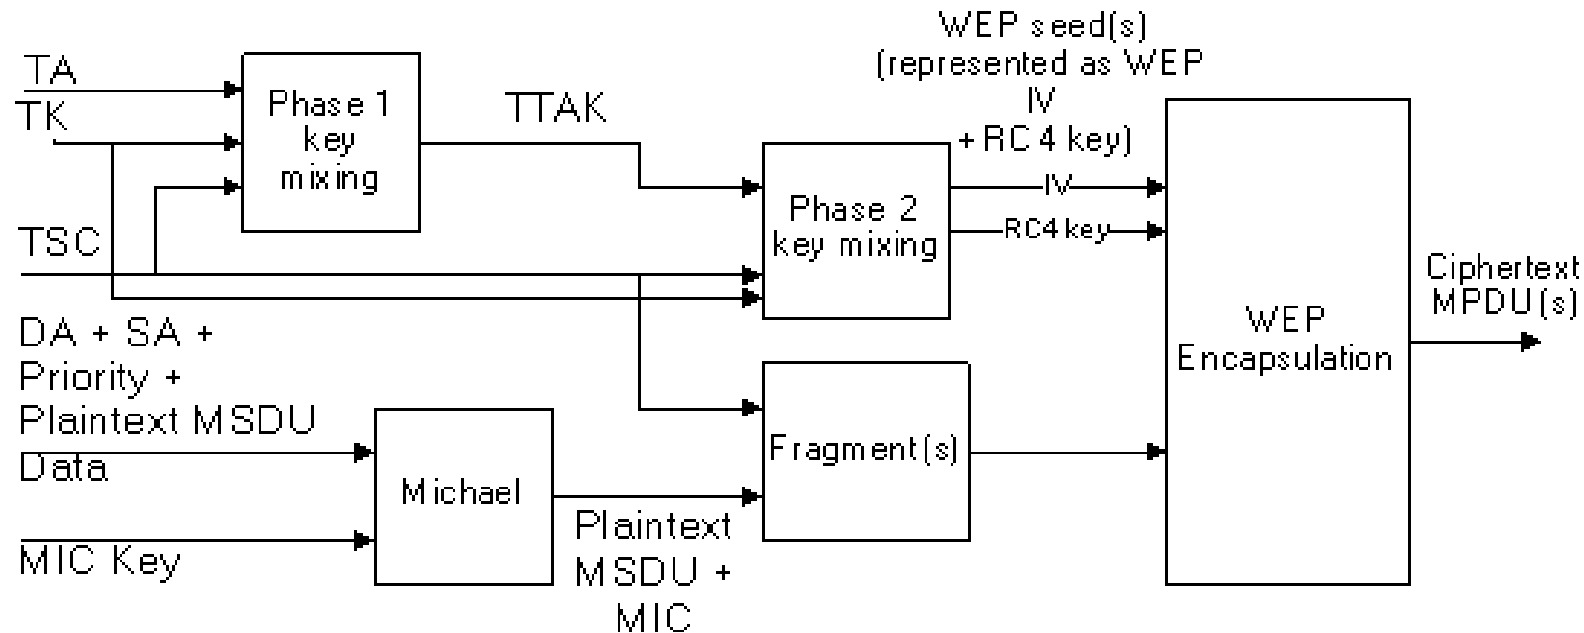 TA
TK
Phase 1
key
mixing
TTAK
WEP seed(s)
(represented as WEP
IV
+ RC4 key)
TSC
Phase 2
key mixing
IV
RC4 key
WEP
Encapsulation
Ciphertext
MPDU(s)
DA + SA +
Priority +
Plaintext MSDU
Data
MIC Key
Michael
Plaintext
MSDU +
MIC
Fragment(s)